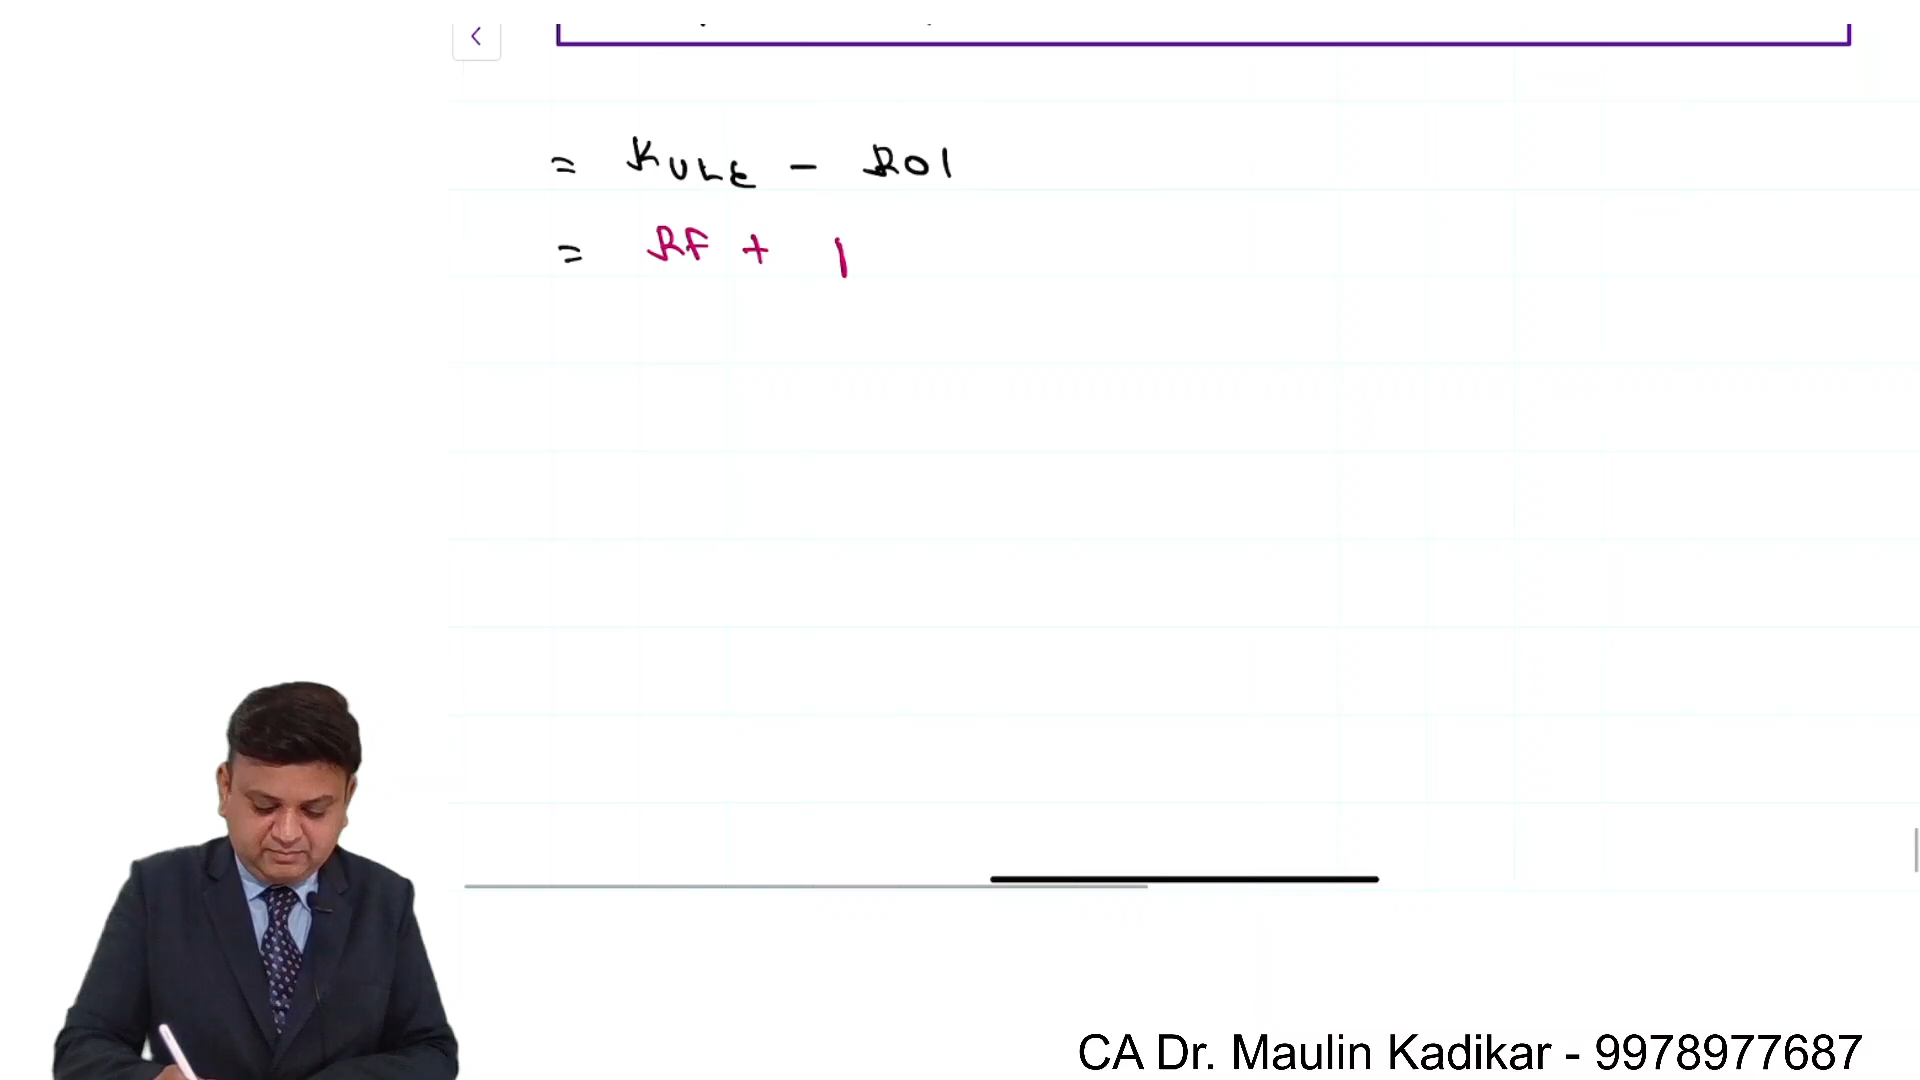 = KULE - ROI
= RF + 1
CA Dr. Maulin Kadikar - 9978977687